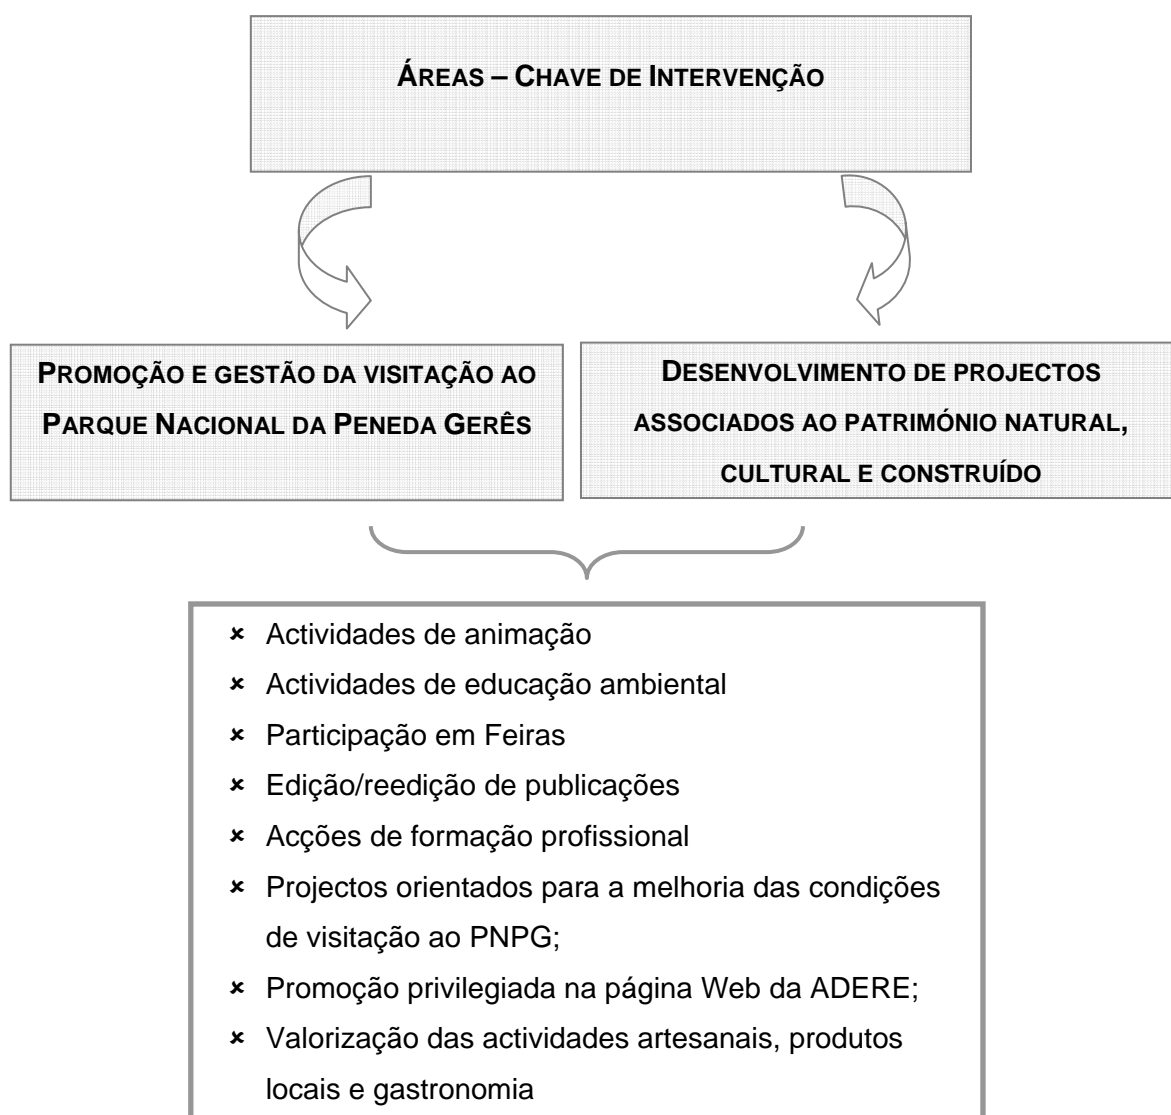 ÁREAS – CHAVE DE INTERVENÇÃO
PROMOÇÃO E GESTÃO DA VISITAÇÃO AO
PARQUE NACIONAL DA PENEDA GERÊS
DESENVOLVIMENTO DE PROJECTOS
ASSOCIADOS AO PATRIMÓNIO NATURAL,
CULTURAL E CONSTRUÍDO
× Actividades de animação
× Actividades de educação ambiental
× Participação em Feiras
× Edição/reedição de publicações
× Acções de formação profissional
× Projectos orientados para a melhoria das condições
de visitação ao PNPG;
× Promoção privilegiada na página Web da ADERE;
× Valorização das actividades artesanais, produtos
locais e gastronomia